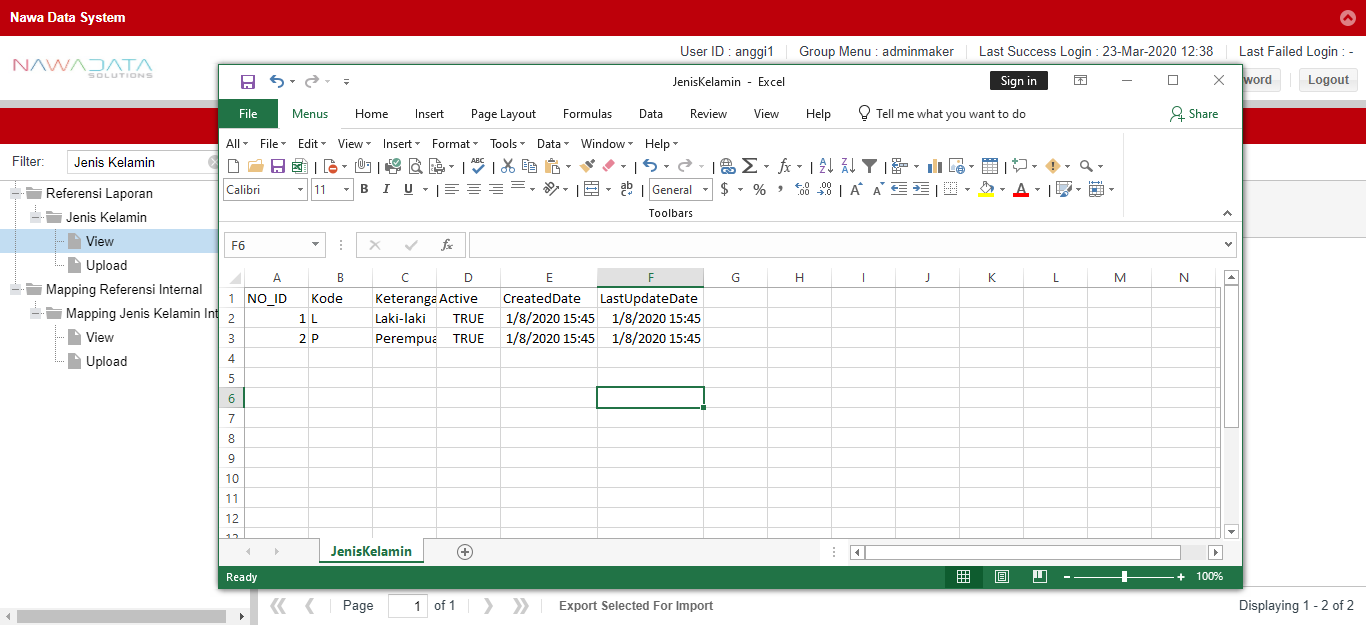 Nawa Data System
NAWADATA
SOLUTIONS
User ID : anggi1 Group Menu : adminmaker Last Success Login : 23-Mar-2020 12:38 Last Failed Login : -
word Logout
Filter: Jenis Kelamin
Referensi Laporan
Jenis Kelamin
View
Upload
Mapping Referensi Internal
Mapping Jenis Kelamin Int
View
Upload
JenisKelamin - Excel
Sign in
File Menus Home Insert Page Layout Formulas Data Review View Help Tell me what you want to do Share
All File Edit View Insert Format Tools Data Window Help
Calibri 11 B I U General $ % , .00 .00
Toolbars
F6 fx
A B C D E F G H I J K L M N
1 NO_ID Kode Keteranga Active CreatedDate LastUpdateDate
2 1 L Laki-laki TRUE 1/8/2020 15:45 1/8/2020 15:45
3 2 P Perempua TRUE 1/8/2020 15:45 1/8/2020 15:45
4
5
6
7
8
9
10
11
12
JenisKelamin
Ready 100%
Page 1 of 1 Export Selected For Import Displaying 1 - 2 of 2